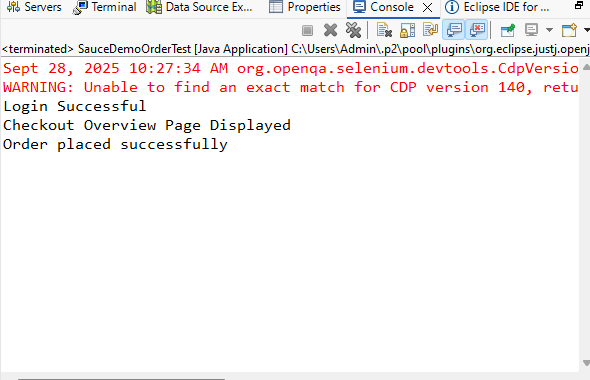 Servers Terminal Data Source Ex... Properties Console Eclipse IDE for ...
<terminated> SauceDemoOrderTest [Java Application] C:\Users\Admin\.p2\pool\plugins\org.eclipse.justj.openj
Sept 28, 2025 10:27:34 AM org.openqa.selenium.devtools.CdpVersio
WARNING: Unable to find an exact match for CDP version 140, retu
Login Successful
Checkout Overview Page Displayed
Order placed successfully